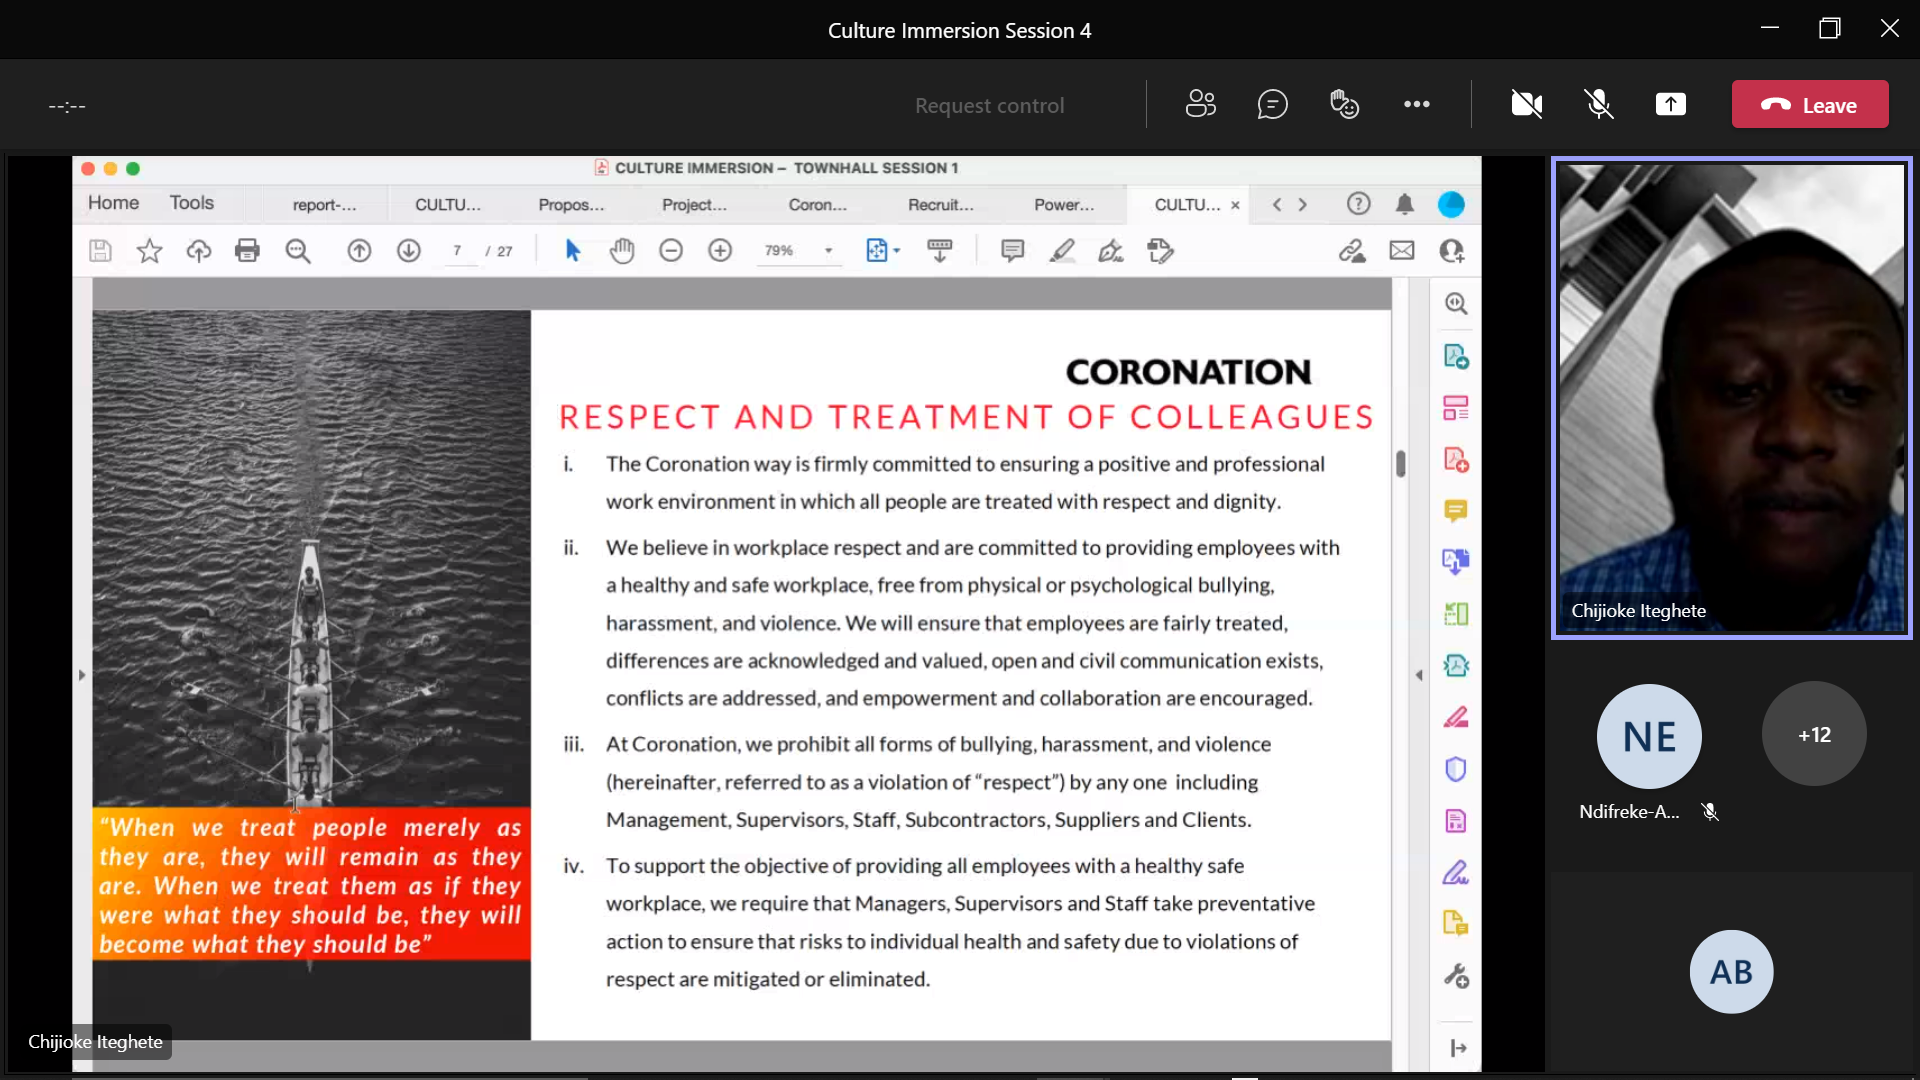 Culture Immersion Session 4
--:--
Request control
Leave
CULTURE IMMERSION – TOWNHALL SESSION 1
Home Tools report-... CULTU... Propos... Project... Coron... Recruit... Power... CULTU... ×
7 / 27 79%
CORONATION
RESPECT AND TREATMENT OF COLLEAGUES
i. The Coronation way is firmly committed to ensuring a positive and professional
work environment in which all people are treated with respect and dignity.
ii. We believe in workplace respect and are committed to providing employees with
a healthy and safe workplace, free from physical or psychological bullying,
harassment, and violence. We will ensure that employees are fairly treated,
differences are acknowledged and valued, open and civil communication exists,
conflicts are addressed, and empowerment and collaboration are encouraged.
iii. At Coronation, we prohibit all forms of bullying, harassment, and violence
(hereinafter, referred to as a violation of “respect”) by any one including
Management, Supervisors, Staff, Subcontractors, Suppliers and Clients.
iv. To support the objective of providing all employees with a healthy safe
workplace, we require that Managers, Supervisors and Staff take preventative
action to ensure that risks to individual health and safety due to violations of
respect are mitigated or eliminated.
“When we treat people merely as
they are, they will remain as they
are. When we treat them as if they
were what they should be, they will
become what they should be”
Chijioke Iteghete
Chijioke Iteghete
NE
+12
Ndifreke-A...
AB